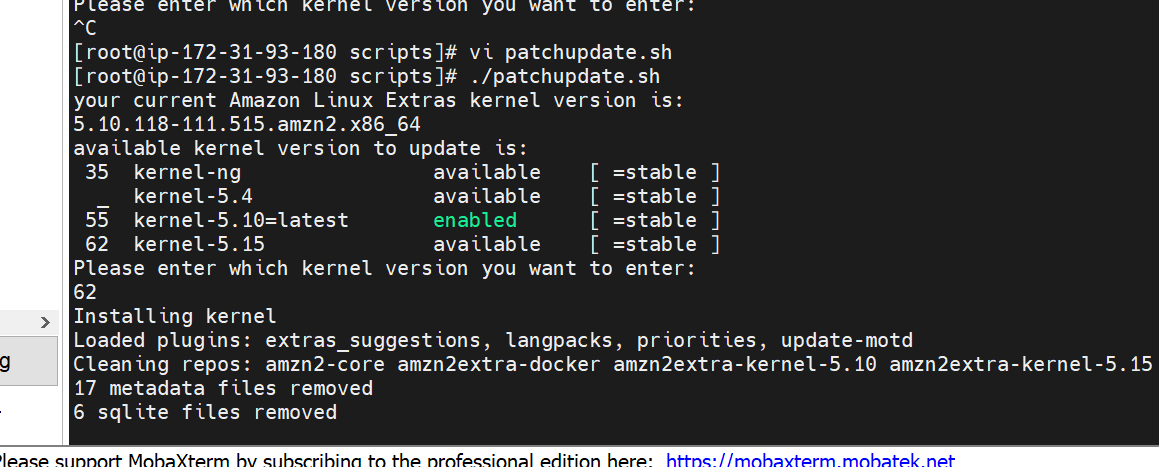 Please enter which kernel version you want to enter:
^C
[root@ip-172-31-93-180 scripts]# vi patchupdate.sh
[root@ip-172-31-93-180 scripts]# ./patchupdate.sh
your current Amazon Linux Extras kernel version is:
5.10.118-111.515.amzn2.x86_64
available kernel version to update is:
35 kernel-ng available [ =stable ]
_ kernel-5.4 available [ =stable ]
55 kernel-5.10=latest enabled [ =stable ]
62 kernel-5.15 available [ =stable ]
Please enter which kernel version you want to enter:
62
Installing kernel
Loaded plugins: extras_suggestions, langpacks, priorities, update-motd
Cleaning repos: amzn2-core amzn2extra-docker amzn2extra-kernel-5.10 amzn2extra-kernel-5.15
17 metadata files removed
6 sqlite files removed
g
Please support MobaXterm by subscribing to the professional edition here: https://mobaxterm.mobatek.net